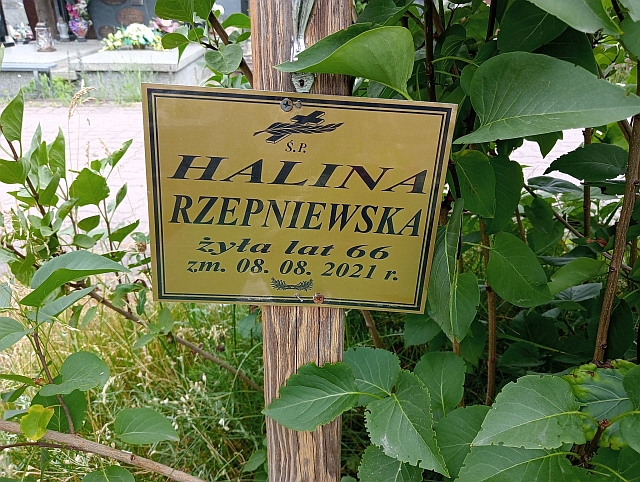 Ś.P.
HALINA
RZEPNIEWSKA
żyła lat 66
zm. 08. 08. 2021 r.